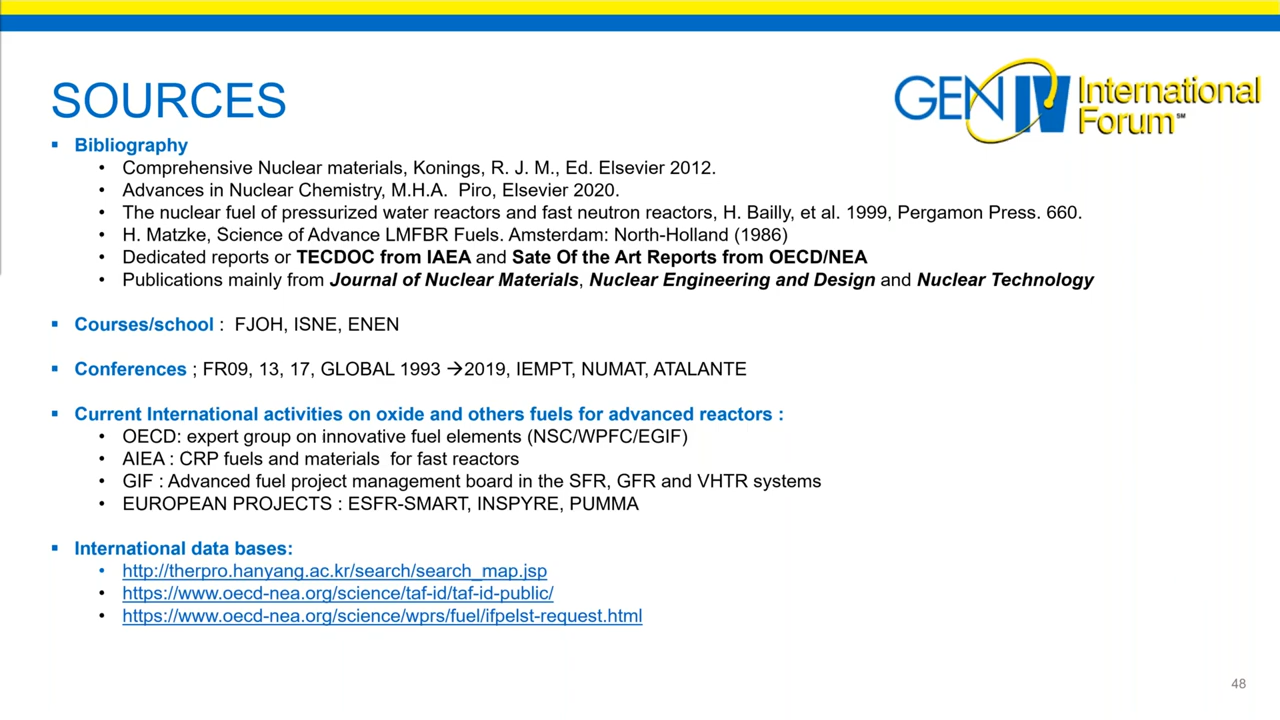 GEN IV International
Forum SM
SOURCES
▪ Bibliography
• Comprehensive Nuclear materials, Konings, R. J. M., Ed. Elsevier 2012.
• Advances in Nuclear Chemistry, M.H.A. Piro, Elsevier 2020.
• The nuclear fuel of pressurized water reactors and fast neutron reactors, H. Bailly, et al. 1999, Pergamon Press. 660.
• H. Matzke, Science of Advance LMFBR Fuels. Amsterdam: North-Holland (1986)
• Dedicated reports or TECDOC from IAEA and Sate Of the Art Reports from OECD/NEA
• Publications mainly from Journal of Nuclear Materials, Nuclear Engineering and Design and Nuclear Technology
▪ Courses/school : FJOH, ISNE, ENEN
▪ Conferences ; FR09, 13, 17, GLOBAL 1993 →2019, IEMPT, NUMAT, ATALANTE
▪ Current International activities on oxide and others fuels for advanced reactors :
• OECD: expert group on innovative fuel elements (NSC/WPFC/EGIF)
• AIEA : CRP fuels and materials for fast reactors
• GIF : Advanced fuel project management board in the SFR, GFR and VHTR systems
• EUROPEAN PROJECTS : ESFR-SMART, INSPYRE, PUMMA
▪ International data bases:
• http://therpro.hanyang.ac.kr/search/search_map.jsp
• https://www.oecd-nea.org/science/taf-id/taf-id-public/
• https://www.oecd-nea.org/science/wprs/fuel/ifpelst-request.html
48